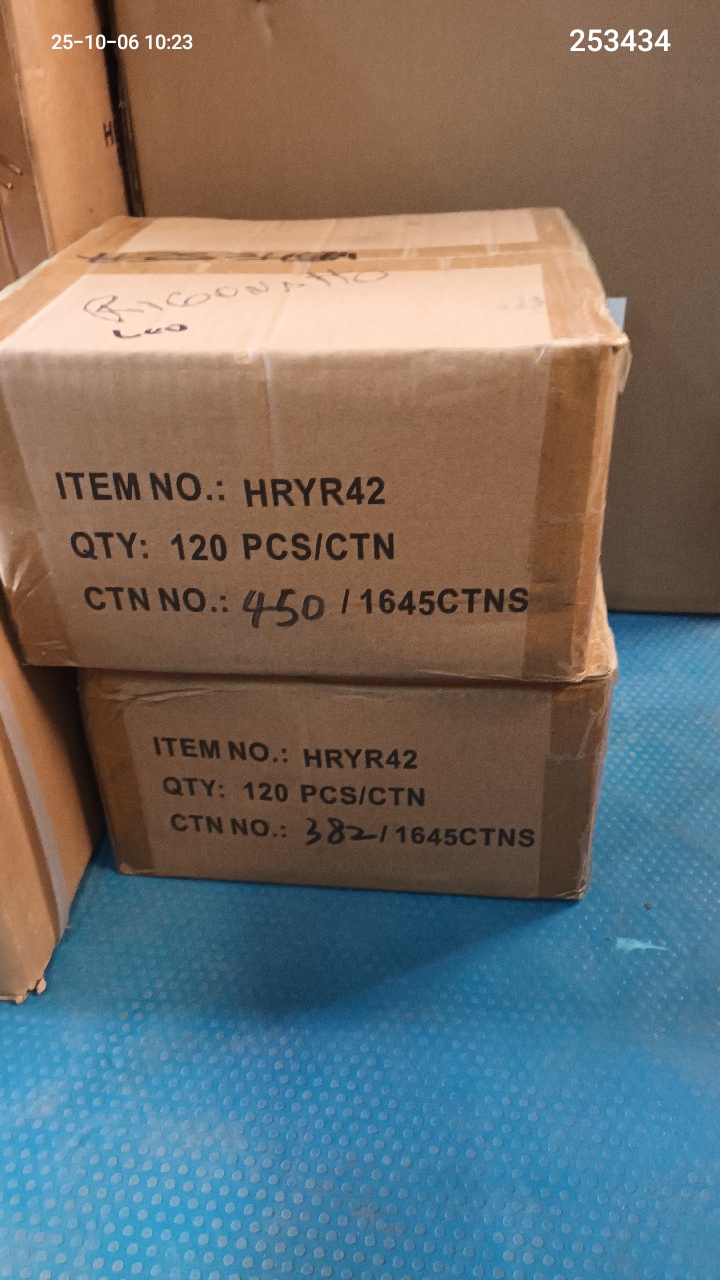 25-10-06 10:23
253434
LEO
ITEM NO.: HRYR42
QTY: 120 PCS/CTN
CTN NO.: 450 / 1645CTNS
ITEM NO.: HRYR42
QTY: 120 PCS/CTN
CTN NO.: 382 / 1645CTNS